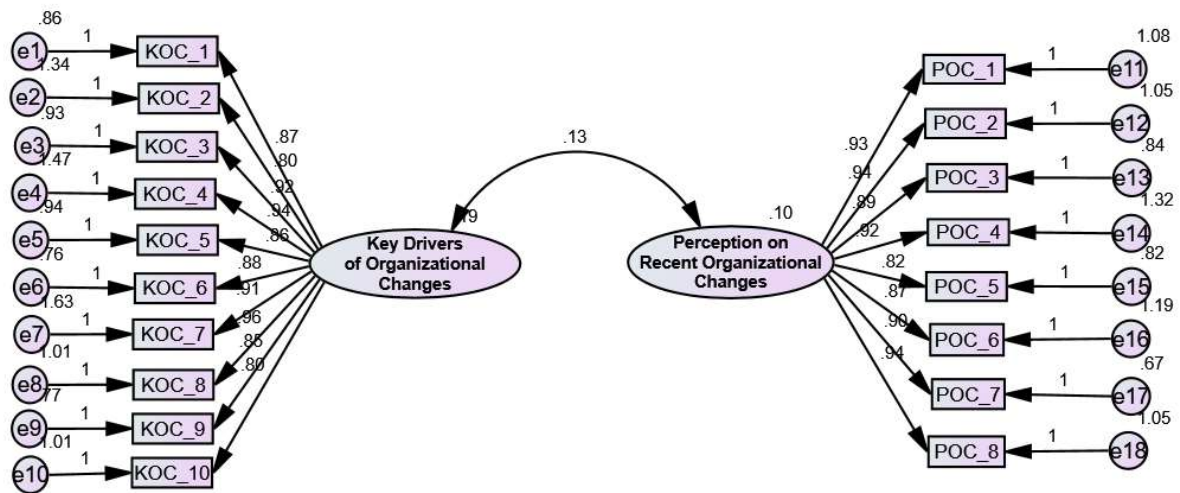 .86
e1 1 KOC_1
1.34
e2 1 KOC_2
.93
e3 1 KOC_3
1.47
e4 1 KOC_4
.94
e5 1 KOC_5
.76
e6 1 KOC_6
1.63
e7 1 KOC_7
1.01
e8 1 KOC_8
.77
e9 1 KOC_9
1.01
e10 1 KOC_10
.87
.80
.92
.94
.86
.88
.91
.96
.85
.80
Key Drivers
of Organizational
Changes
.13
Perception on
Recent Organizational
Changes
.10
.93
.94
.89
.92
.82
.87
.90
.94
1.08
POC_1 1 e11
1.05
POC_2 1 e12
.84
POC_3 1 e13
1.32
POC_4 1 e14
.82
POC_5 1 e15
1.19
POC_6 1 e16
.67
POC_7 1 e17
1.05
POC_8 1 e18